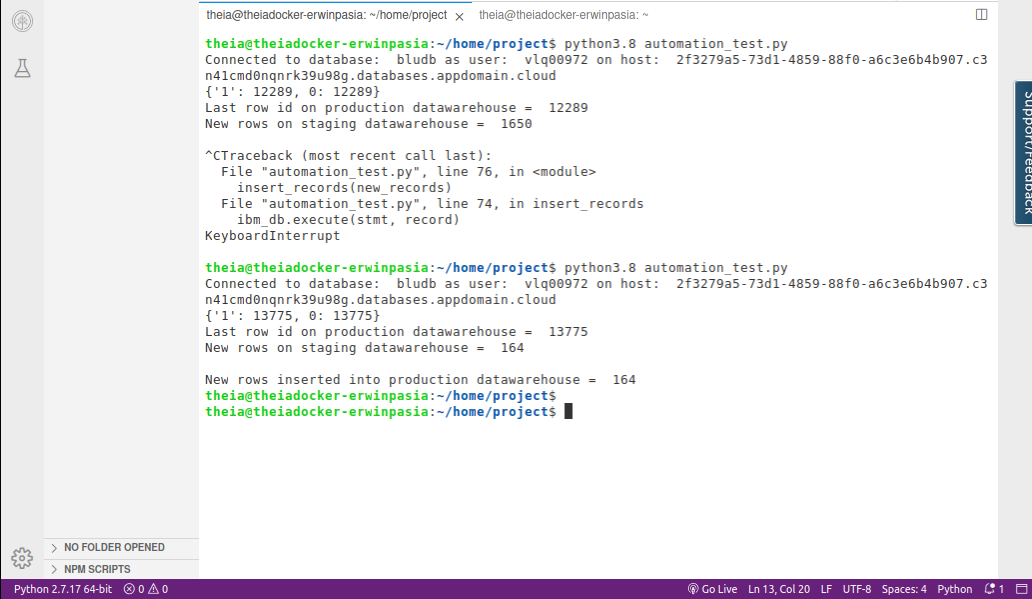 theia@theiadocker-erwinpasia: ~/home/project
theia@theiadocker-erwinpasia: ~
theia@theiadocker-erwinpasia:~/home/project$ python3.8 automation_test.py
Connected to database:  bludb as user:  vlq00972 on host:  2f3279a5-73d1-4859-88f0-a6c3e6b4b907.c3
n41cmd0nqnrk39u98g.databases.appdomain.cloud
{'1': 12289, 0: 12289}
Last row id on production datawarehouse =  12289
New rows on staging datawarehouse =  1650
^CTraceback (most recent call last):
  File "automation_test.py", line 76, in <module>
    insert_records(new_records)
  File "automation_test.py", line 74, in insert_records
    ibm_db.execute(stmt, record)
KeyboardInterrupt
theia@theiadocker-erwinpasia:~/home/project$ python3.8 automation_test.py
Connected to database:  bludb as user:  vlq00972 on host:  2f3279a5-73d1-4859-88f0-a6c3e6b4b907.c3
n41cmd0nqnrk39u98g.databases.appdomain.cloud
{'1': 13775, 0: 13775}
Last row id on production datawarehouse =  13775
New rows on staging datawarehouse =  164
New rows inserted into production datawarehouse =  164
theia@theiadocker-erwinpasia:~/home/project$
theia@theiadocker-erwinpasia:~/home/project$
Support/Feedback
NO FOLDER OPENED
NPM SCRIPTS
Python 2.7.17 64-bit 0 0 Go Live Ln 13, Col 20 LF UTF-8 Spaces: 4 Python 1